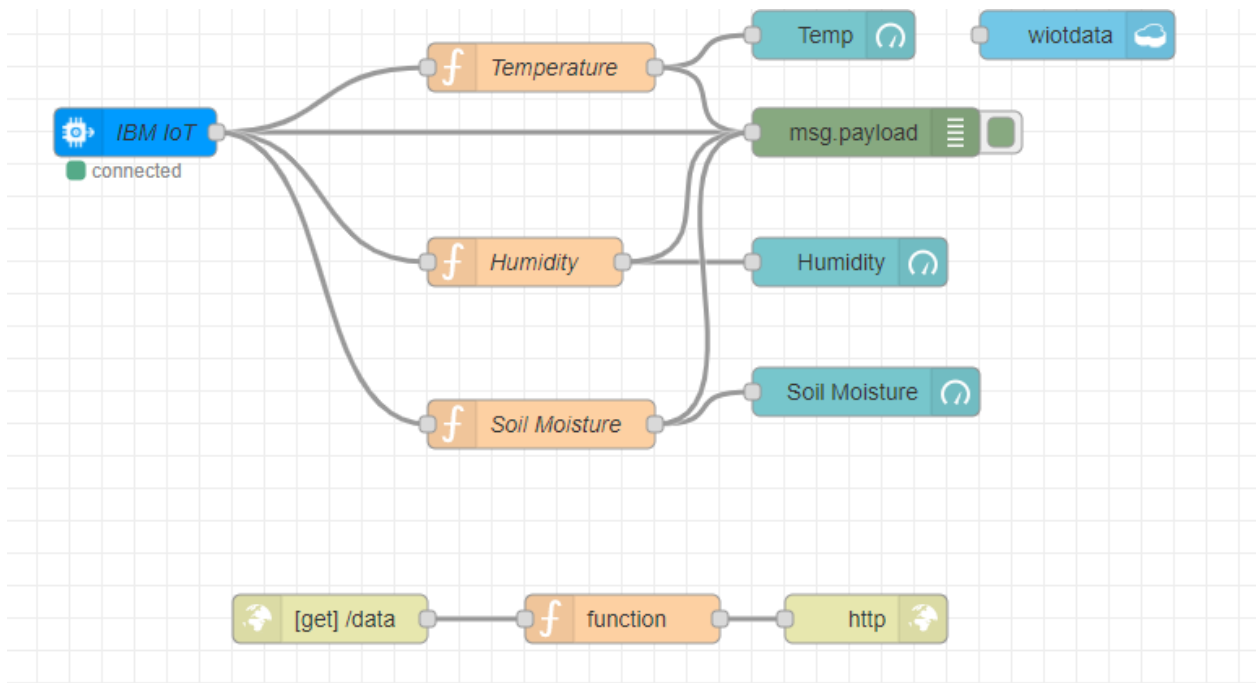 Temp
wiotdata
Temperature
IBM IoT
msg.payload
connected
Humidity
Humidity
Soil Moisture
Soil Moisture
[get] /data
function
http